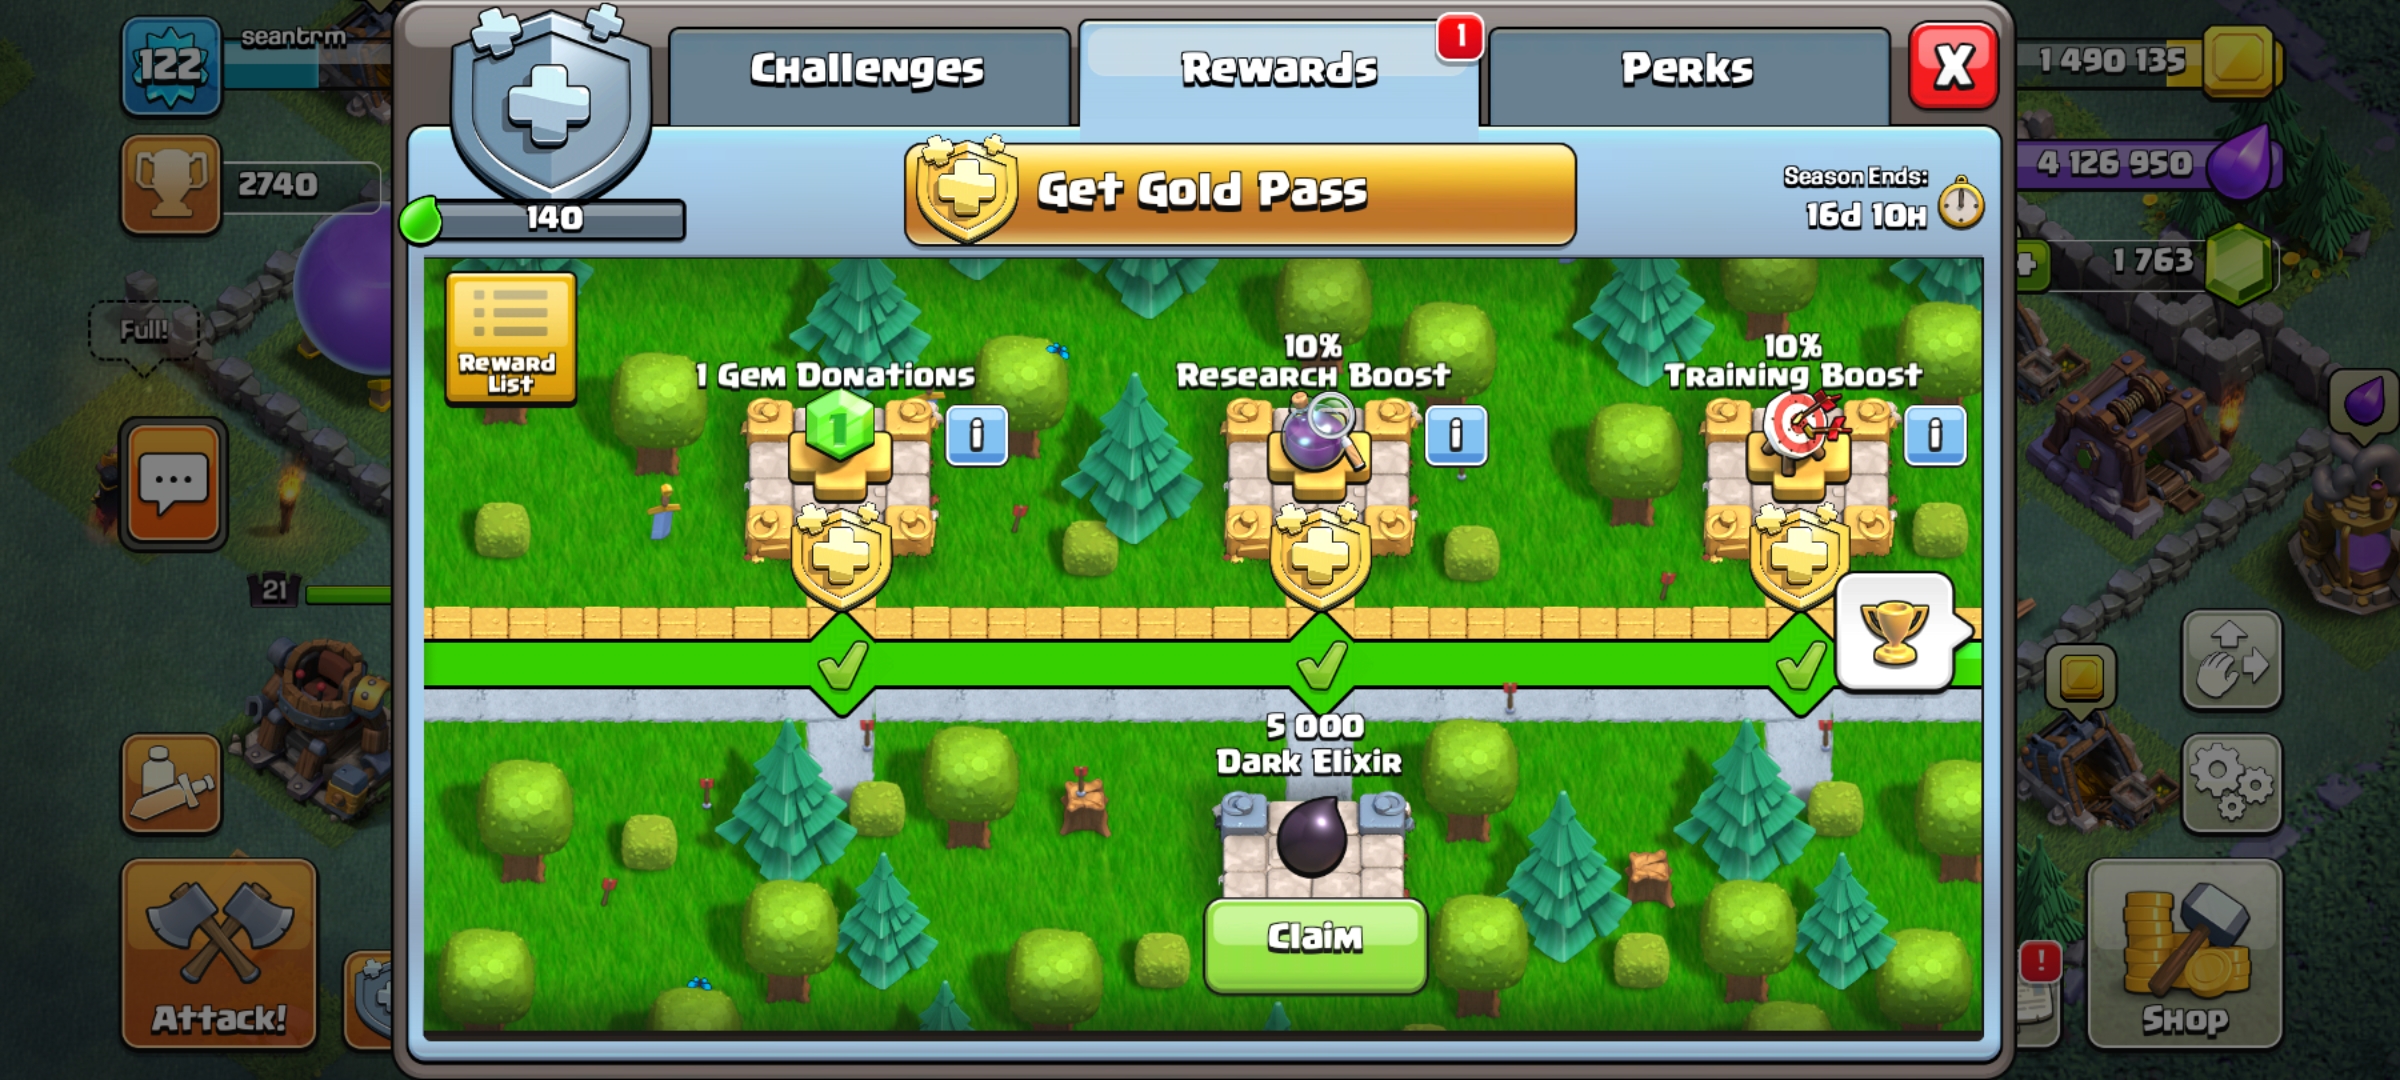 122
seantrm
Challenges
Rewards
1
Perks
X
1 490 135
2740
140
Get Gold Pass
Season Ends:
16d 10H
4 126 950
1 763
Full!
Reward
List
1 Gem Donations
1
i
10%
Research Boost
i
10%
Training Boost
i
21
5 000
Dark Elixir
Claim
Attack!
!
Shop